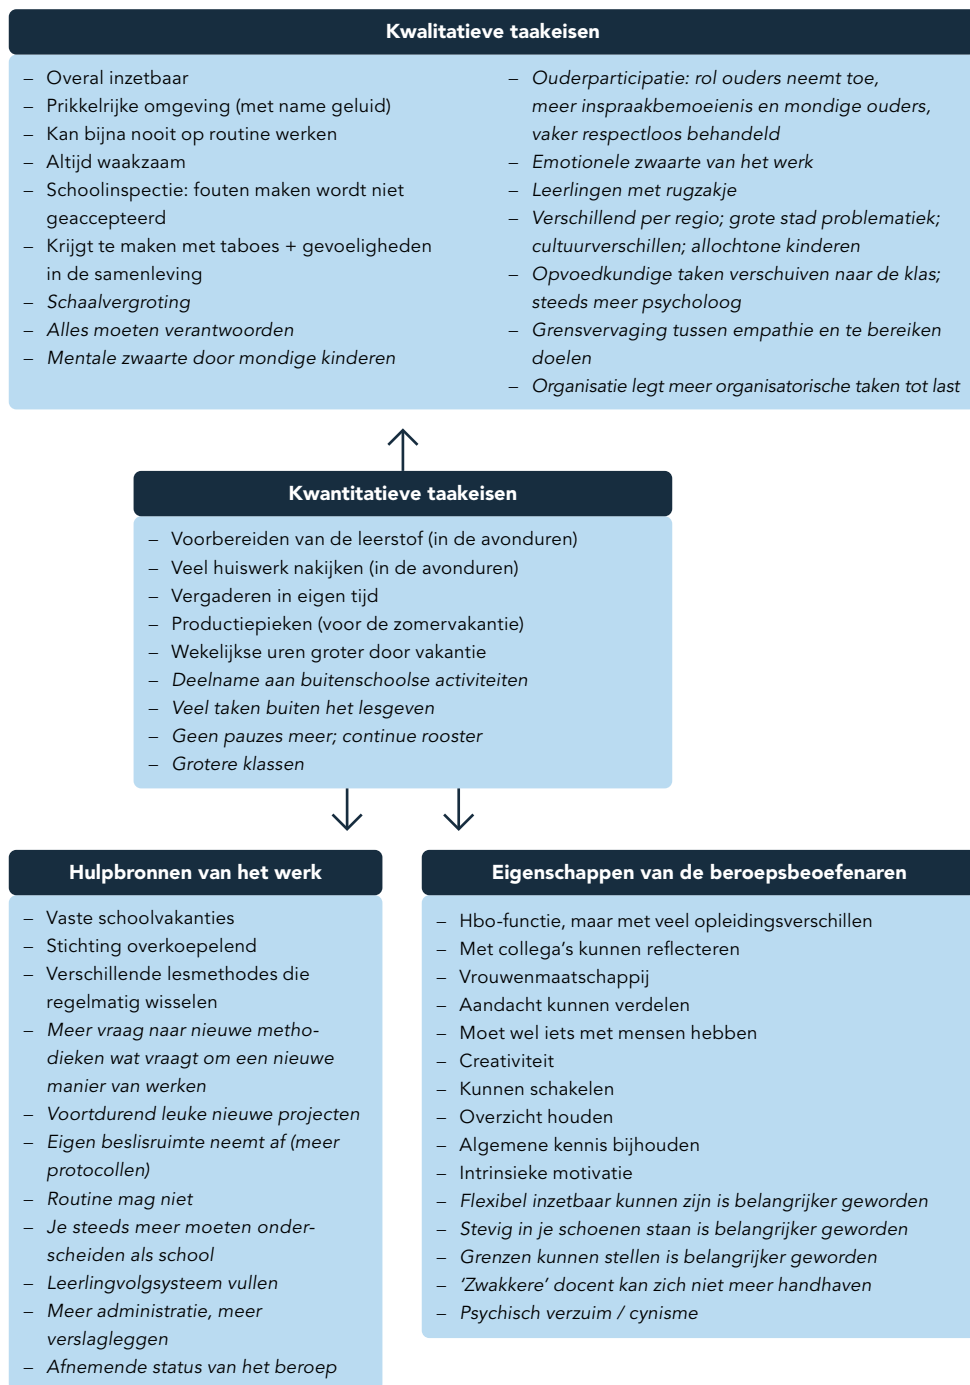 Kwalitatieve taakeisen
– Overal inzetbaar
– Prikkelrijke omgeving (met name geluid)
– Kan bijna nooit op routine werken
– Altijd waakzaam
– Schoolinspectie: fouten maken wordt niet
geaccepteerd
– Krijgt te maken met taboes + gevoeligheden
in de samenleving
– Schaalvergroting
– Alles moeten verantwoorden
– Mentale zwaarte door mondige kinderen
– Ouderparticipatie: rol ouders neemt toe,
meer inspraakbemoeienis en mondige ouders,
vaker respectloos behandeld
– Emotionele zwaarte van het werk
– Leerlingen met rugzakje
– Verschillend per regio; grote stad problematiek;
cultuurverschillen; allochtone kinderen
– Opvoedkundige taken verschuiven naar de klas;
steeds meer psycholoog
– Grensvervaging tussen empathie en te bereiken
doelen
– Organisatie legt meer organisatorische taken tot last
Kwantitatieve taakeisen
– Voorbereiden van de leerstof (in de avonduren)
– Veel huiswerk nakijken (in de avonduren)
– Vergaderen in eigen tijd
– Productiepieken (voor de zomervakantie)
– Wekelijkse uren groter door vakantie
– Deelname aan buitenschoolse activiteiten
– Veel taken buiten het lesgeven
– Geen pauzes meer; continue rooster
– Grotere klassen
Hulpbronnen van het werk
– Vaste schoolvakanties
– Stichting overkoepelend
– Verschillende lesmethodes die
regelmatig wisselen
– Meer vraag naar nieuwe metho-
dieken wat vraagt om een nieuwe
manier van werken
– Voortdurend leuke nieuwe projecten
– Eigen beslisruimte neemt af (meer
protocollen)
– Routine mag niet
– Je steeds meer moeten onder-
scheiden als school
– Leerlingvolgsysteem vullen
– Meer administratie, meer
verslagleggen
– Afnemende status van het beroep
Eigenschappen van de beroepsbeoefenaren
– Hbo-functie, maar met veel opleidingsverschillen
– Met collega's kunnen reflecteren
– Vrouwenmaatschappij
– Aandacht kunnen verdelen
– Moet wel iets met mensen hebben
– Creativiteit
– Kunnen schakelen
– Overzicht houden
– Algemene kennis bijhouden
– Intrinsieke motivatie
– Flexibel inzetbaar kunnen zijn is belangrijker geworden
– Stevig in je schoenen staan is belangrijker geworden
– Grenzen kunnen stellen is belangrijker geworden
– 'Zwakkere' docent kan zich niet meer handhaven
– Psychisch verzuim / cynisme